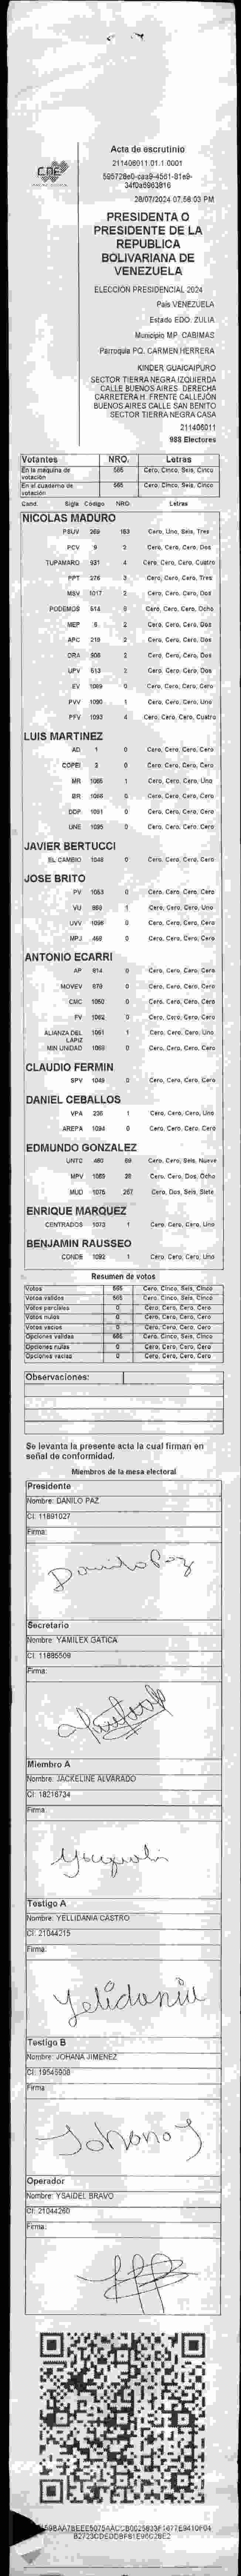 CNE
Acta de escrutinio
211406011.01.1.0001
28/07/2024 07:56:03 PM
PRESIDENTA O
PRESIDENTE DE LA
REPUBLICA
BOLIVARIANA DE
VENEZUELA
ELECCIÓN PRESIDENCIAL 2024
País VENEZUELA
Estado EDO. ZULIA
Municipio MP. CABIMAS
Parroquia PQ. CARMEN HERRERA
KINDER GUAICAIPURO
SECTOR TIERRA NEGRA IZQUIERDA
CALLE BUENOS AIRES. DERECHA
CARRETERA H. FRENTE CALLEJÓN
BUENOS AIRES CALLE SAN BENITO
SECTOR TIERRA NEGRA CASA
211406011
988 Electores
Votantes NRO. Letras
En la máquina de votación 565 Cero, Cinco, Seis, Cinco
En el cuaderno de votación 565 Cero, Cinco, Seis, Cinco
Cand. Sigla Código NRO. Letras
NICOLAS MADURO
PSUV 269 163 Cero, Uno, Seis, Tres
PCV 9 2 Cero, Cero, Cero, Dos
TUPAMARO 931 4 Cero, Cero, Cero, Cuatro
PPT 276 3 Cero, Cero, Cero, Tres
MSV 1017 2 Cero, Cero, Cero, Dos
PODEMOS 514 8 Cero, Cero, Cero, Ocho
MEP 5 2 Cero, Cero, Cero, Dos
APC 219 2 Cero, Cero, Cero, Dos
ORA 906 2 Cero, Cero, Cero, Dos
UPV 613 2 Cero, Cero, Cero, Dos
EV 1089 0 Cero, Cero, Cero, Cero
PVV 1090 1 Cero, Cero, Cero, Uno
PFV 1093 4 Cero, Cero, Cero, Cuatro
LUIS MARTINEZ
AD 1 0 Cero, Cero, Cero, Cero
COPEI 2 0 Cero, Cero, Cero, Cero
MR 1065 1 Cero, Cero, Cero, Uno
BR 1066 0 Cero, Cero, Cero, Cero
DDP 1091 0 Cero, Cero, Cero, Cero
UNE 1095 0 Cero, Cero, Cero, Cero
JAVIER BERTUCCI
EL CAMBIO 1048 0 Cero, Cero, Cero, Cero
JOSE BRITO
PV 1053 0 Cero, Cero, Cero, Cero
VU 869 1 Cero, Cero, Cero, Uno
UVV 1096 0 Cero, Cero, Cero, Cero
MPJ 468 0 Cero, Cero, Cero, Cero
ANTONIO ECARRI
AP 814 0 Cero, Cero, Cero, Cero
MOVEV 679 0 Cero, Cero, Cero, Cero
CMC 1050 0 Cero, Cero, Cero, Cero
FV 1062 0 Cero, Cero, Cero, Cero
ALIANZA DEL LAPIZ 1051 1 Cero, Cero, Cero, Uno
MIN UNIDAD 1069 0 Cero, Cero, Cero, Cero
CLAUDIO FERMIN
SPV 1049 0 Cero, Cero, Cero, Cero
DANIEL CEBALLOS
VPA 236 1 Cero, Cero, Cero, Uno
AREPA 1094 0 Cero, Cero, Cero, Cero
EDMUNDO GONZALEZ
UNTC 480 69 Cero, Cero, Seis, Nueve
MPV 1069 28 Cero, Cero, Dos, Ocho
MUD 1076 267 Cero, Dos, Seis, Siete
ENRIQUE MARQUEZ
CENTRADOS 1073 1 Cero, Cero, Cero, Uno
BENJAMIN RAUSSEO
CONDE 1092 1 Cero, Cero, Cero, Uno
Resumen de votos
Votos 565 Cero, Cinco, Seis, Cinco
Votos validos 565 Cero, Cinco, Seis, Cinco
Votos parciales 0 Cero, Cero, Cero, Cero
Votos nulos 0 Cero, Cero, Cero, Cero
Votos vacios 0 Cero, Cero, Cero, Cero
Opciones validas 565 Cero, Cinco, Seis, Cinco
Opciones nulas 0 Cero, Cero, Cero, Cero
Opciones vacias 0 Cero, Cero, Cero, Cero
Observaciones:
Se levanta la presente acta la cual firman en
señal de conformidad.
Miembros de la mesa electoral
Presidente
Nombre: DANILO PAZ
CI: 11891027
Firma:
Danilo Paz
Secretario
Nombre: YAMILEX GATICA
CI: 11885509
Firma:
Miembro A
Nombre: JACKELINE ALVARADO
CI: 18216734
Firma:
Testigo A
Nombre: YELLIDANIA CASTRO
CI: 21044215
Firma:
Yelidania
Testigo B
Nombre: JOHANA JIMENEZ
CI: 19545908
Firma:
Johana J
Operador
Nombre: YSAIDEL BRAVO
CI: 21044260
Firma: